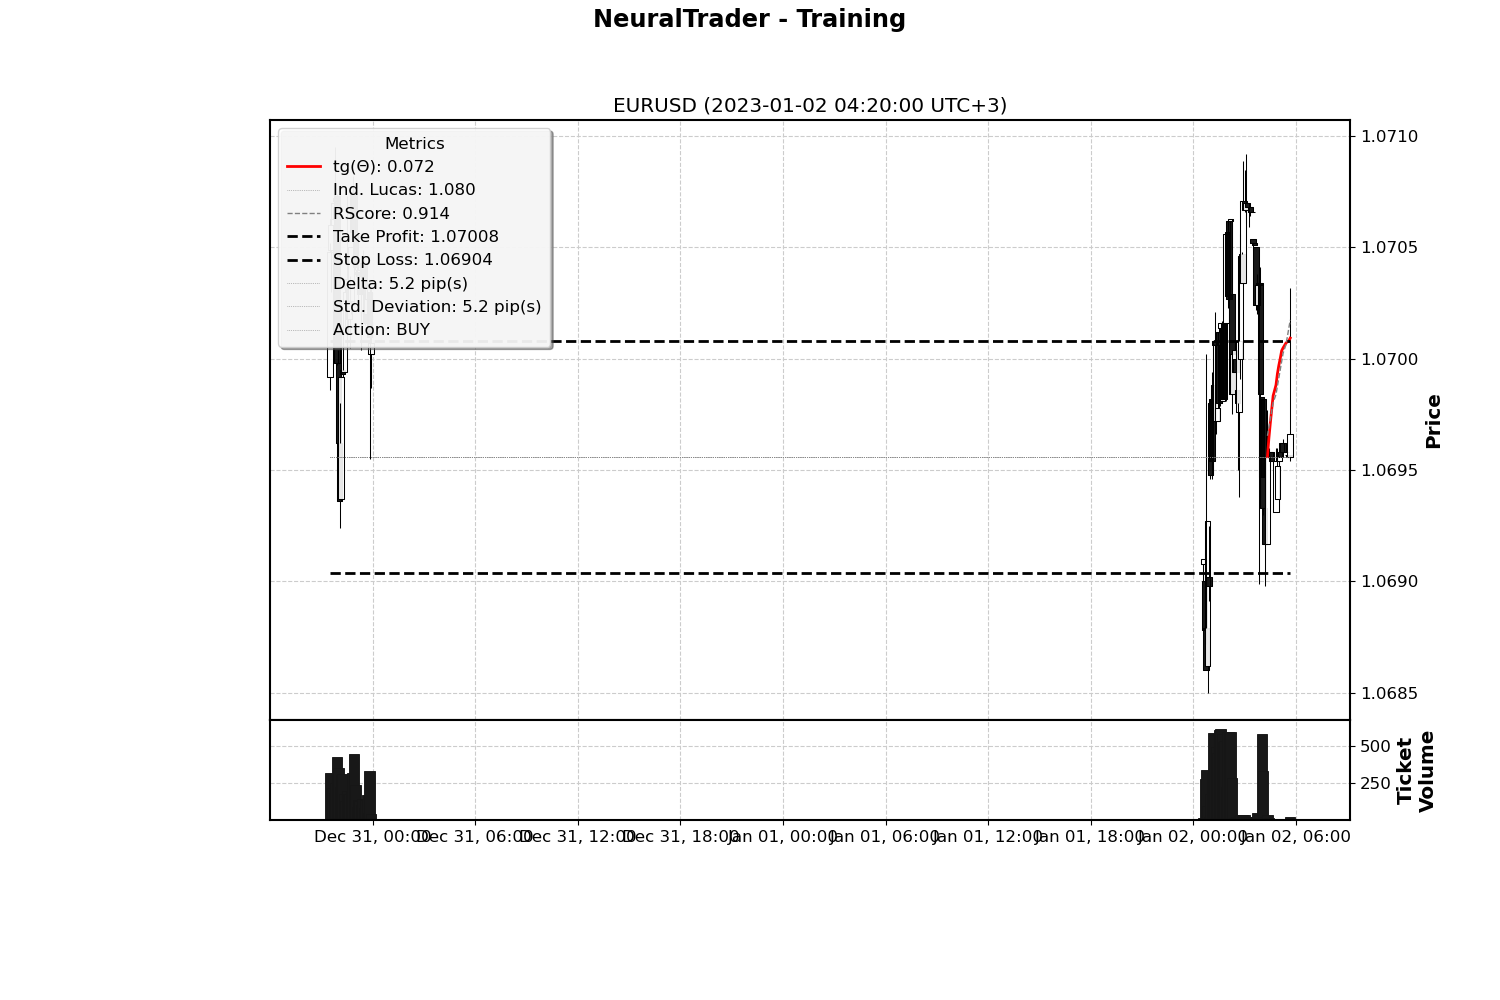 NeuralTrader - Training
EURUSD (2023-01-02 04:20:00 UTC+3)
Metrics
tg(Θ): 0.072
Ind. Lucas: 1.080
RScore: 0.914
Take Profit: 1.07008
Stop Loss: 1.06904
Delta: 5.2 pip(s)
Std. Deviation: 5.2 pip(s)
Action: BUY
1.0710
1.0705
1.0700
1.0695
1.0690
1.0685
Price
500
250
Ticket
Volume
Dec 31, 00:00
Dec 31, 06:00
Dec 31, 12:00
Dec 31, 18:00
Jan 01, 00:00
Jan 01, 06:00
Jan 01, 12:00
Jan 01, 18:00
Jan 02, 00:00
Jan 02, 06:00